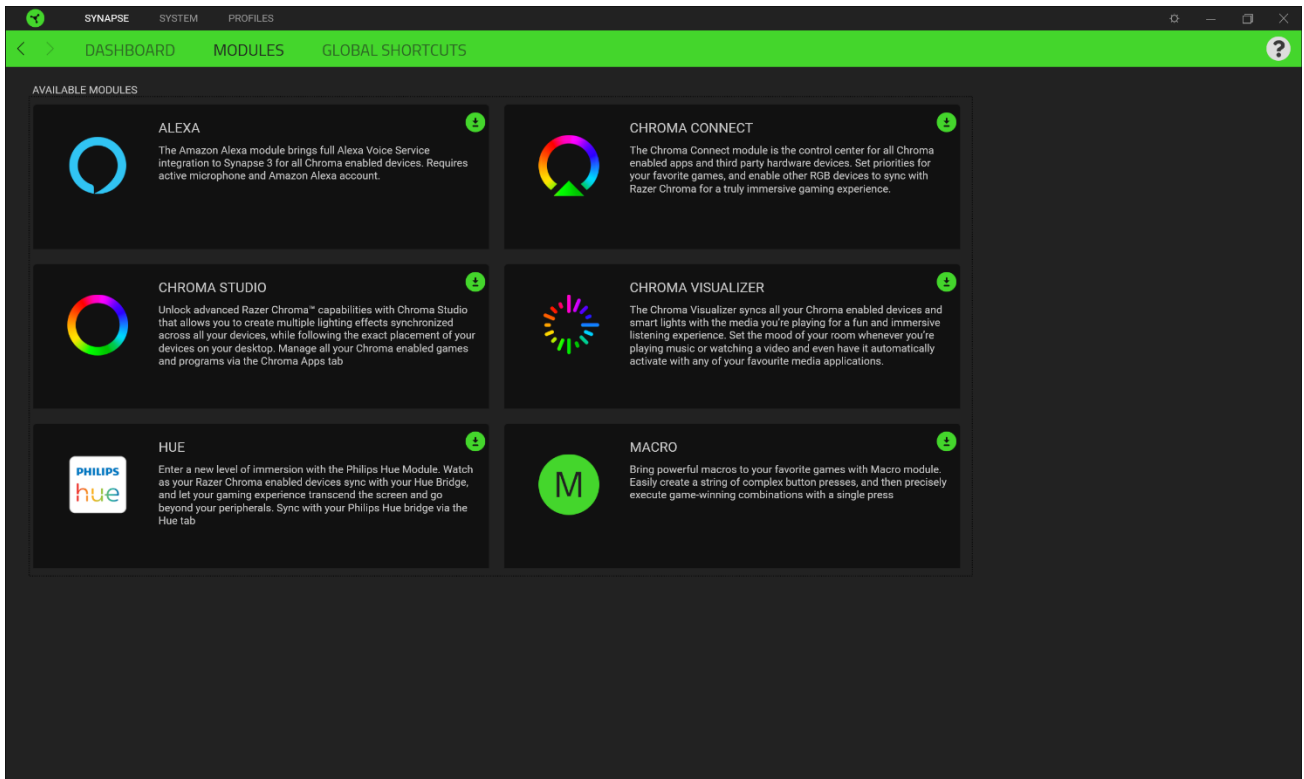 SYNAPSE SYSTEM PROFILES
DASHBOARD MODULES GLOBAL SHORTCUTS ?
AVAILABLE MODULES
ALEXA
The Amazon Alexa module brings full Alexa Voice Service
integration to Synapse 3 for all Chroma enabled devices. Requires
active microphone and Amazon Alexa account.
CHROMA CONNECT
The Chroma Connect module is the control center for all Chroma
enabled apps and third party hardware devices. Set priorities for
your favorite games, and enable other RGB devices to sync with
Razer Chroma for a truly immersive gaming experience.
CHROMA STUDIO
Unlock advanced Razer Chroma™ capabilities with Chroma Studio
that allows you to create multiple lighting effects synchronized
across all your devices, while following the exact placement of your
devices on your desktop. Manage all your Chroma enabled games
and programs via the Chroma Apps tab
CHROMA VISUALIZER
The Chroma Visualizer syncs all your Chroma enabled devices and
smart lights with the media you're playing for a fun and immersive
listening experience. Set the mood of your room whenever you're
playing music or watching a video and even have it automatically
activate with any of your favourite media applications.
PHILIPS
hue
HUE
Enter a new level of immersion with the Philips Hue Module. Watch
as your Razer Chroma enabled devices sync with your Hue Bridge,
and let your gaming experience transcend the screen and go
beyond your peripherals. Sync with your Philips Hue bridge via the
Hue tab
M
MACRO
Bring powerful macros to your favorite games with Macro module.
Easily create a string of complex button presses, and then precisely
execute game-winning combinations with a single press